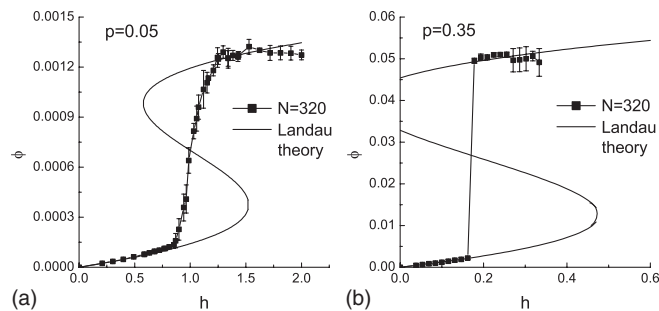 p=0.05
0.0015
0.0012
0.0009
0.0006
0.0003
0.0000
ϕ
N=320
Landau
theory
0.0
0.5
1.0
1.5
2.0
h
(a)
p=0.35
0.06
0.05
0.04
0.03
0.02
0.01
0.00
ϕ
N=320
Landau
theory
0.0
0.2
0.4
0.6
h
(b)